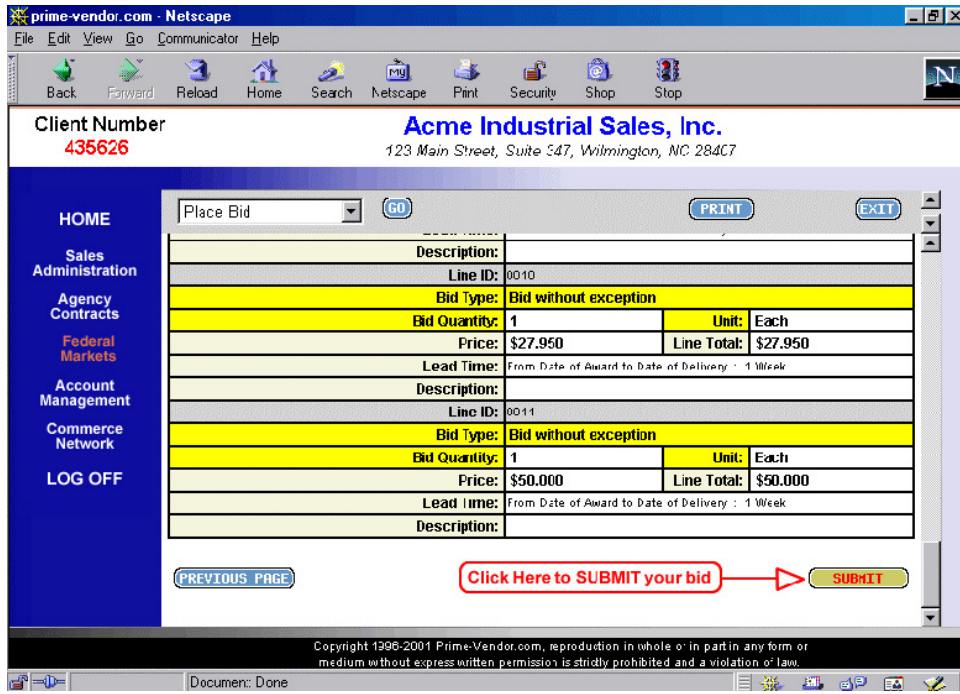 prime-vendor.com - Netscape
File Edit View Go Communicator Help
Back Forward Reload Home Search Netscape Print Security Shop Stop
N
Client Number
435626
Acme Industrial Sales, Inc.
123 Main Street, Suite 347, Wilmington, NC 28407
HOME
Sales
Administration
Agency
Contracts
Federal
Markets
Account
Management
Commerce
Network
LOG OFF
Place Bid GO PRINT EXIT
Description:
Line ID: 0010
Bid Type: Bid without exception
Bid Quantity: 1 Unit: Each
Price: $27.950 Line Total: $27.950
Lead Time: From Date of Award to Date of Delivery : 1 Week
Description:
Line ID: 0011
Bid Type: Bid without exception
Bid Quantity: 1 Unit: Each
Price: $50.000 Line Total: $50.000
Lead Time: From Date of Award to Date of Delivery : 1 Week
Description:
PREVIOUS PAGE Click Here to SUBMIT your bid SUBMIT
Copyright 1996-2001 Prime-Vendor.com, reproduction in whole or in part in any form or
medium without express written permission is strictly prohibited and a violation of law.
Document: Done